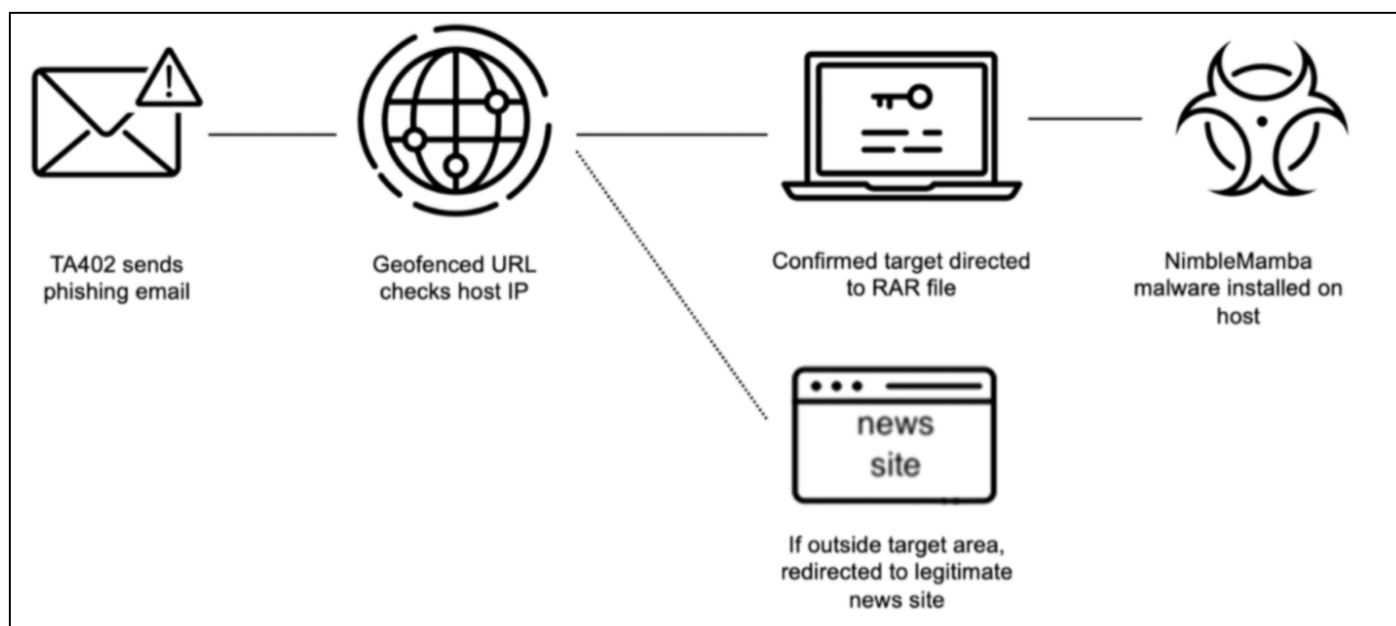 TA402 sends
phishing email
Geofenced URL
checks host IP
Confirmed target directed
to RAR file
NimbleMamba
malware installed on
host
news
site
If outside target area,
redirected to legitimate
news site